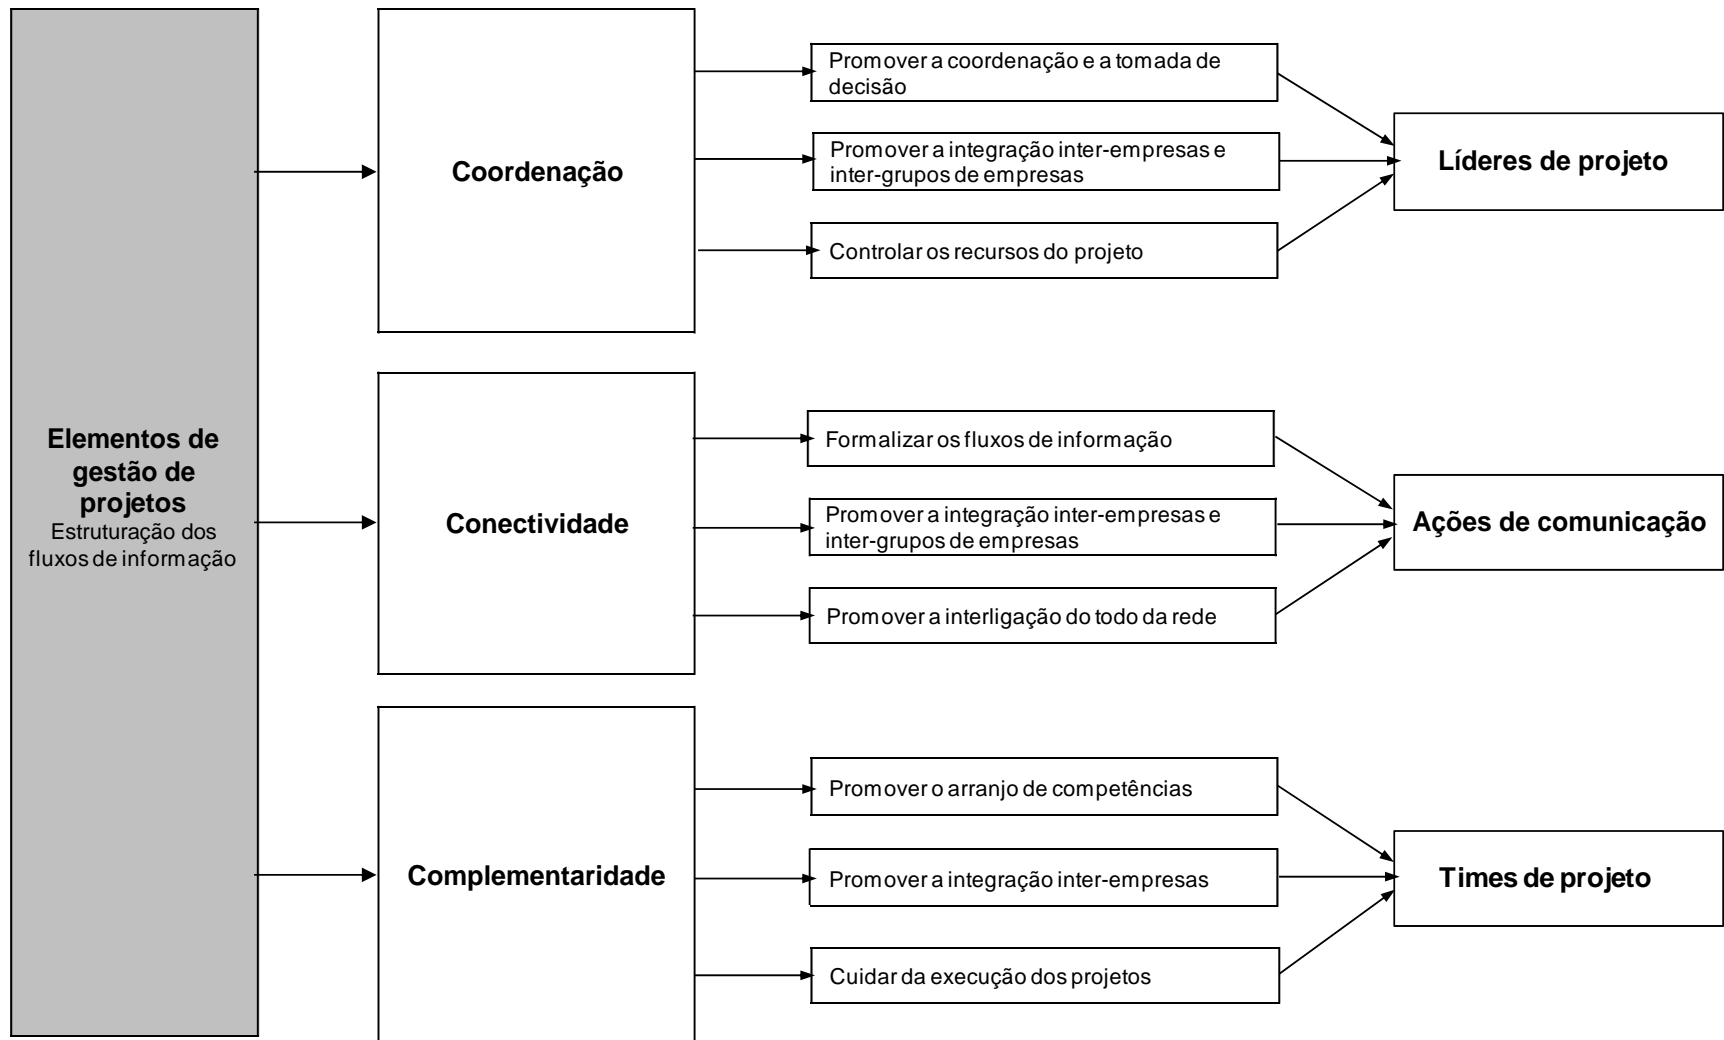 Elementos de
gestão de
projetos
Estruturação dos
fluxos de informação
Coordenação
Promover a coordenação e a tomada de
decisão
Promover a integração inter-empresas e
inter-grupos de empresas
Controlar os recursos do projeto
Líderes de projeto
Conectividade
Formalizar os fluxos de informação
Promover a integração inter-empresas e
inter-grupos de empresas
Promover a interligação do todo da rede
Ações de comunicação
Complementaridade
Promover o arranjo de competências
Promover a integração inter-empresas
Cuidar da execução dos projetos
Times de projeto